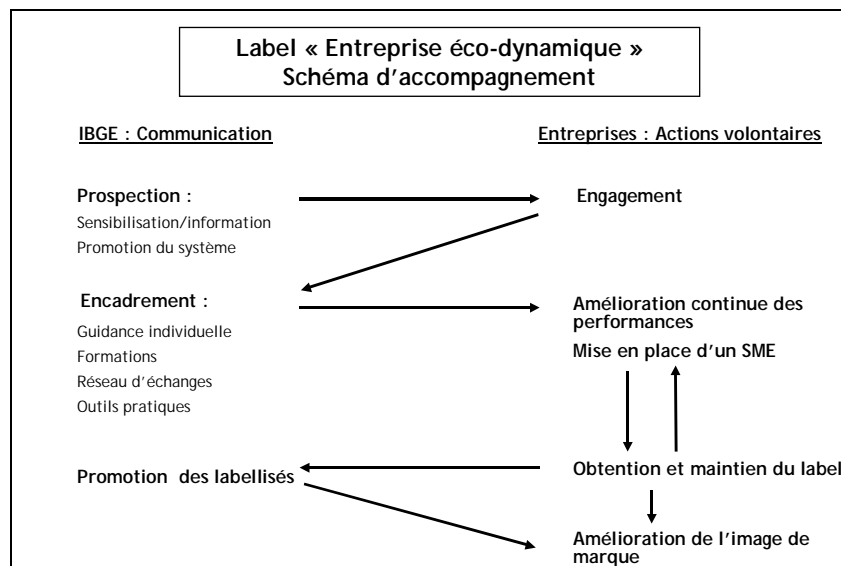 Label « Entreprise éco-dynamique »
Schéma d'accompagnement
IBGE : Communication
Entreprises : Actions volontaires
Prospection :
Sensibilisation/information
Promotion du système
Engagement
Encadrement :
Guidance individuelle
Formations
Réseau d'échanges
Outils pratiques
Amélioration continue des
performances
Mise en place d'un SME
Promotion des labellisés
Obtention et maintien du label
Amélioration de l'image de
marque